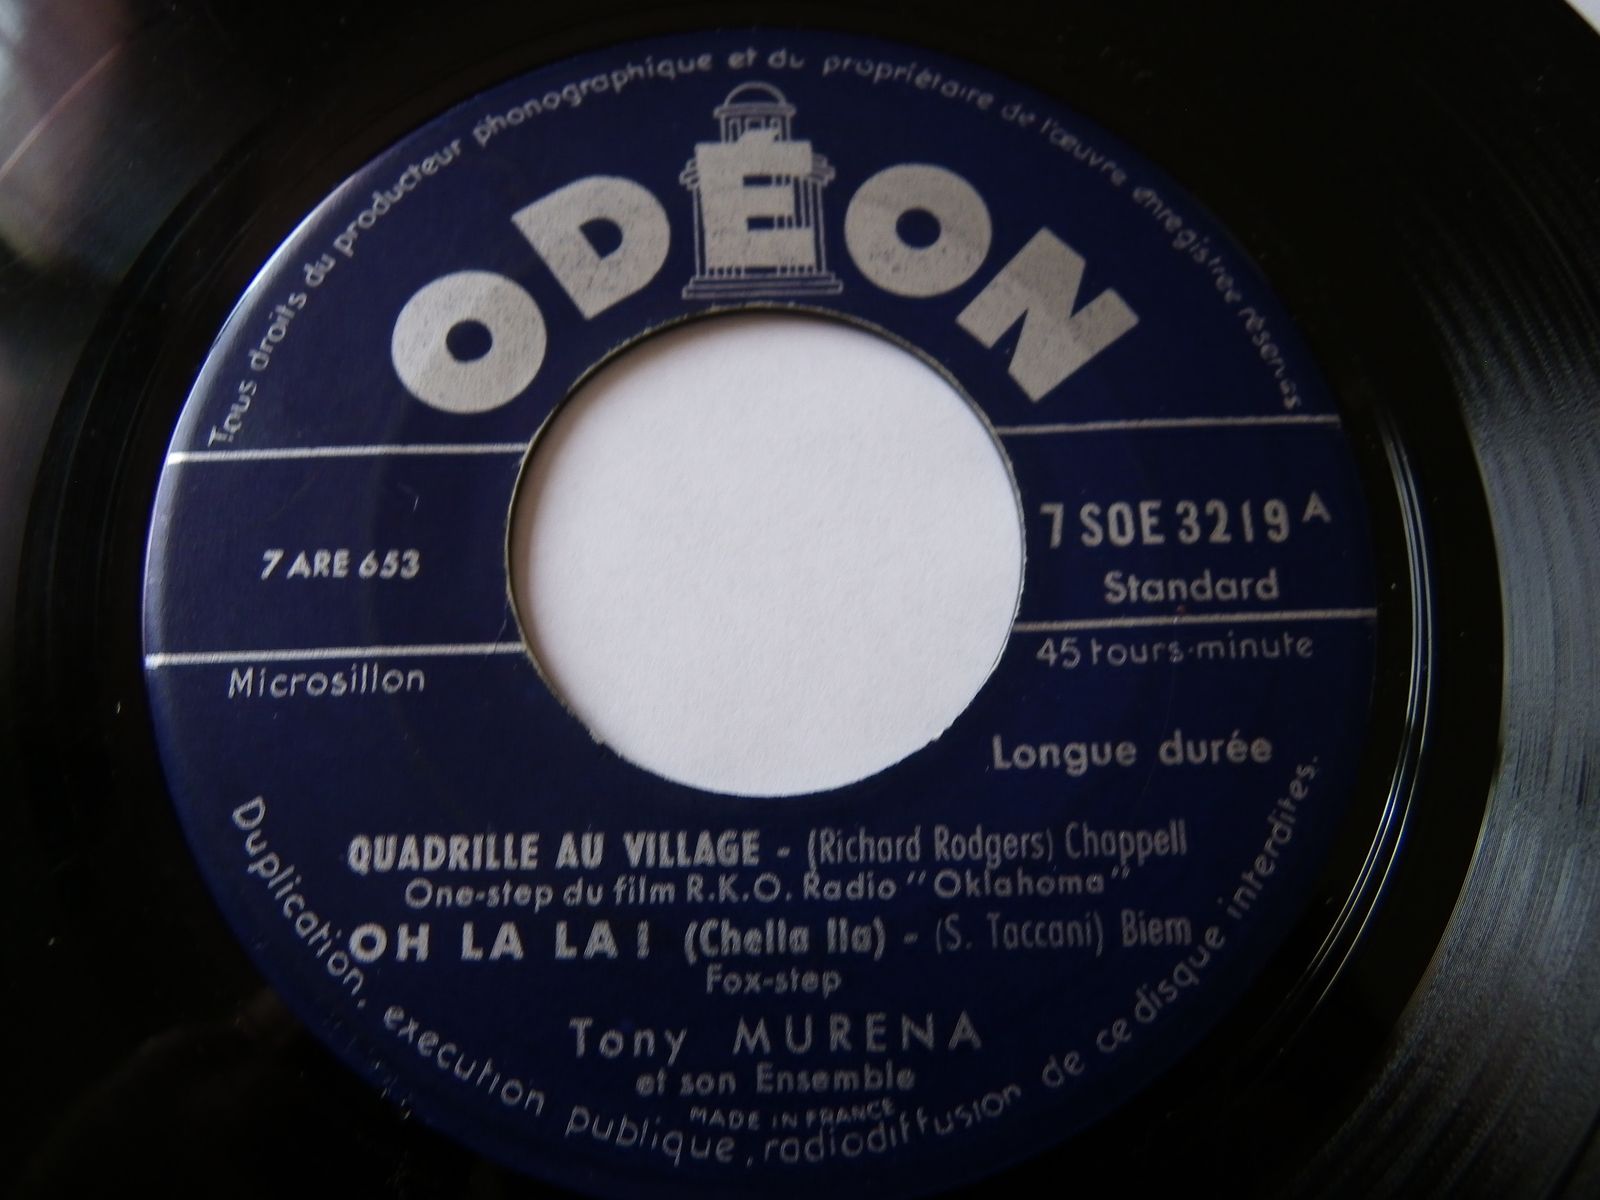 Tous droits du producteur phonographique et du propriétaire de l'œuvre enregistrée réservés
ODEON
7 ARE 653
7 SOE 3219 A
Standard
Microsillon
45 tours-minute
Longue durée
QUADRILLE AU VILLAGE - (Richard Rodgers) Chappell
One-step du film R.K.O. Radio "Oklahoma"
OH LA LA ! (Chella lla) - (S. Taccani) Biem
Fox-step
Tony MURENA
et son Ensemble
MADE IN FRANCE
Duplication, execution publique, radiodiffusion de ce disque interdites.